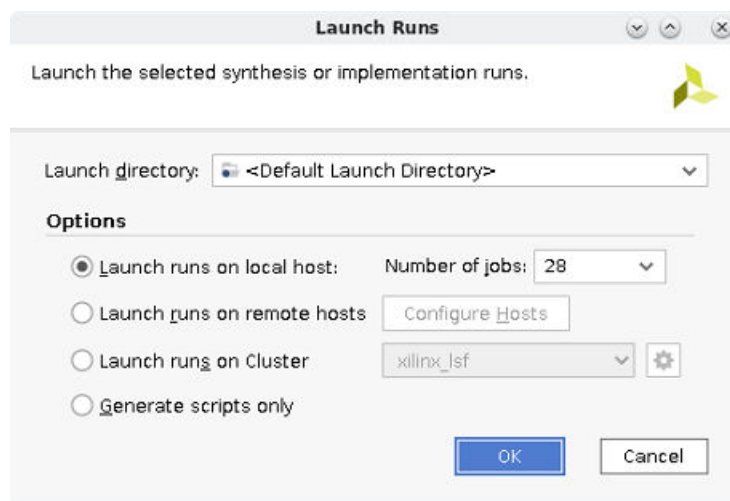 Launch Runs
Launch the selected synthesis or implementation runs.
Launch directory: <Default Launch Directory>
Options
Launch runs on local host: Number of jobs: 28
Launch runs on remote hosts Configure Hosts
Launch runs on Cluster xilinx_lsf
Generate scripts only
OK Cancel